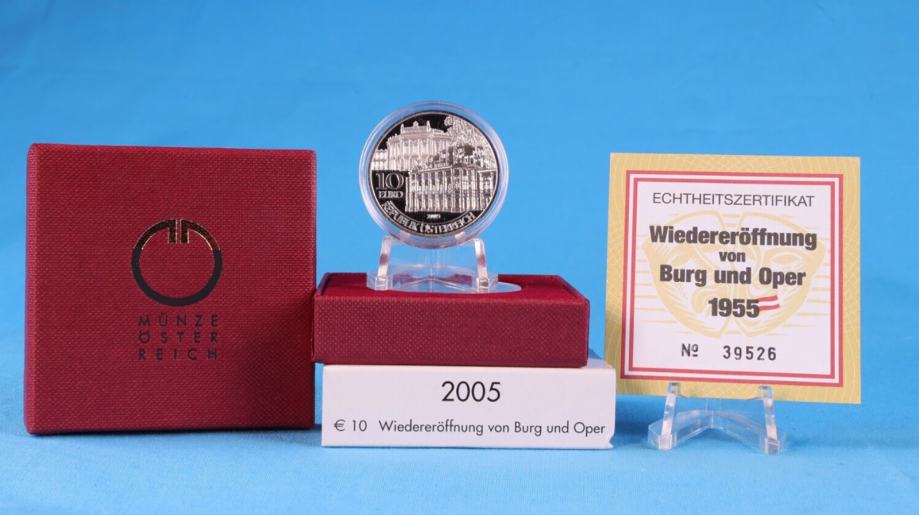 MÜNZE
ÖSTER
REICH
10
EURO
2005
REPUBLIK ÖSTERREICH
2005
€ 10 Wiedereröffnung von Burg und Oper
ECHTHEITSZERTIFIKAT
Wiedereröffnung
von
Burg und Oper
1955
Nº 39526